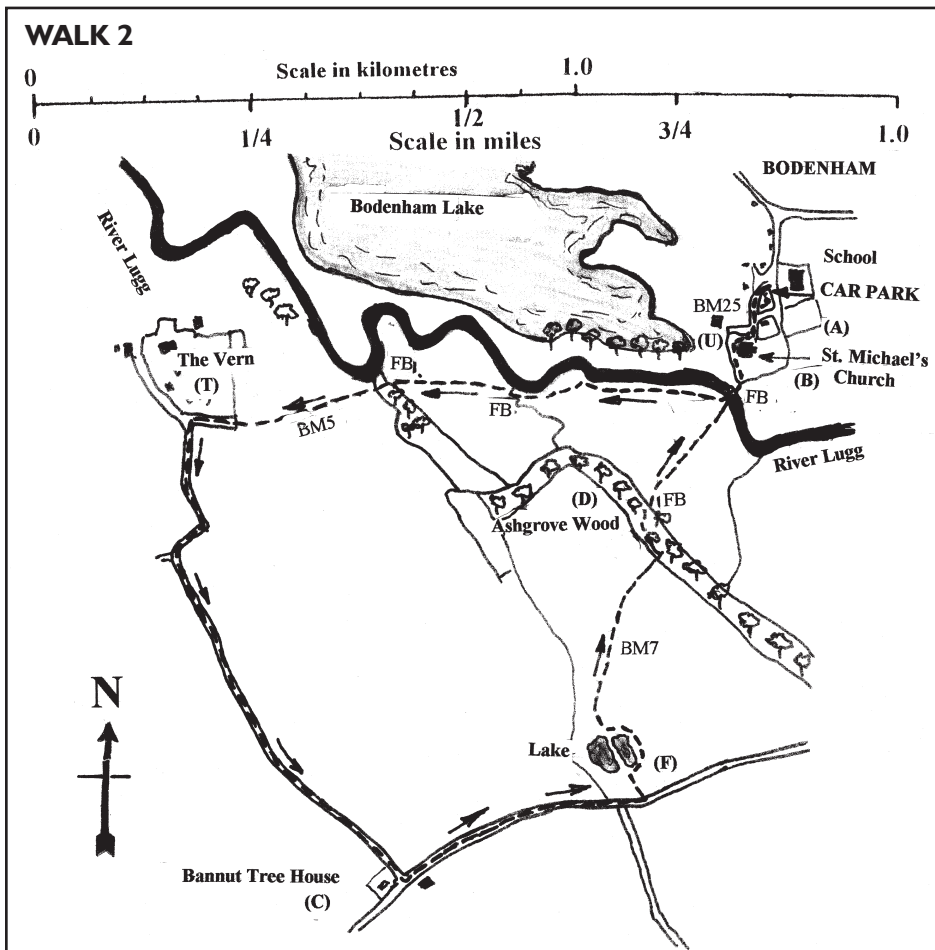 WALK 2
0
Scale in kilometres
1.0
0
1/4
1/2
Scale in miles
3/4
1.0
BODENHAM
Bodenham Lake
River Lugg
School
CAR PARK
BM25
(A)
(U)
St. Michael's
Church
(B)
The Vern
(T)
FB
FB
FB
BM5
River Lugg
FB
(D)
Ashgrove Wood
BM7
N
Lake
(F)
Bannut Tree House
(C)